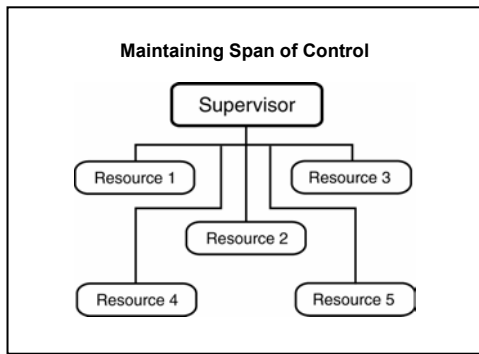 Maintaining Span of Control
Supervisor
Resource 1
Resource 3
Resource 2
Resource 4
Resource 5